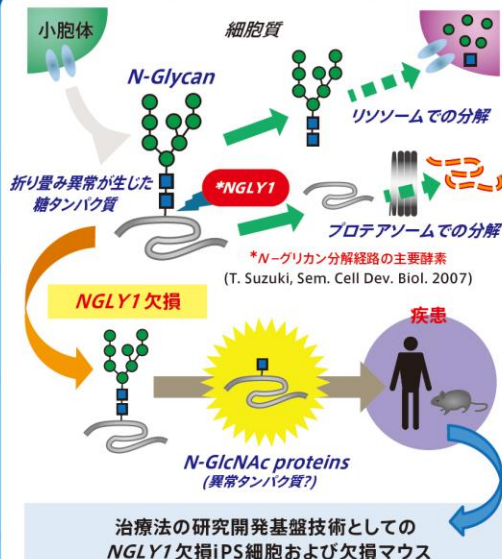 小胞体
細胞質
N-Glycan
リソソームでの分解
折り畳み異常が生じた
糖タンパク質
*NGLY1
プロテアソームでの分解
*N−グリカン分解経路の主要酵素
(T. Suzuki, Sem. Cell Dev. Biol. 2007)
NGLY1欠損
疾患
N-GlcNAc proteins
(異常タンパク質?)
治療法の研究開発基盤技術としての
NGLY1欠損iPS細胞および欠損マウス